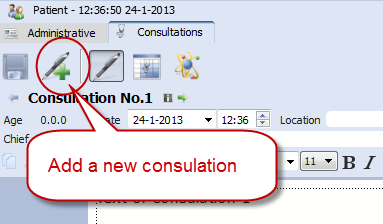 Patient - 12:36:50 24-1-2013
Administrative Consultations
Consultation No.1
Age 0.0.0 24-1-2013 12:36 Location
Chief
Add a new consulation
11 B I